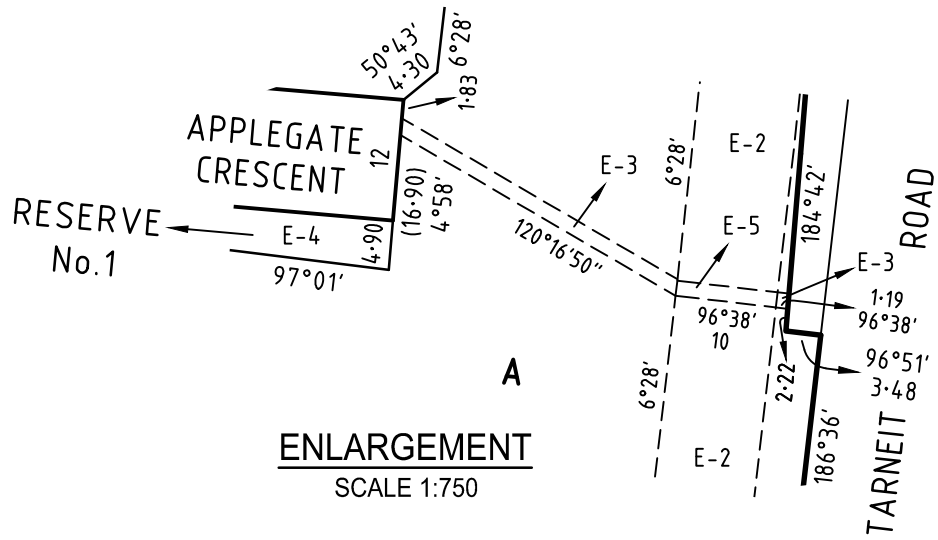 50°43'
4·30
6°28'
1·83
APPLEGATE
CRESCENT
12
(16·90)
4°58'
RESERVE
No.1
E-4
4·90
97°01'
E-3
120°16'50"
6°28'
E-2
E-5
184°42'
ROAD
E-3
1·19
96°38'
96°38'
10
2·22
96°51'
3·48
6°28'
A
E-2
186°36'
TARNEIT
ENLARGEMENT
SCALE 1:750